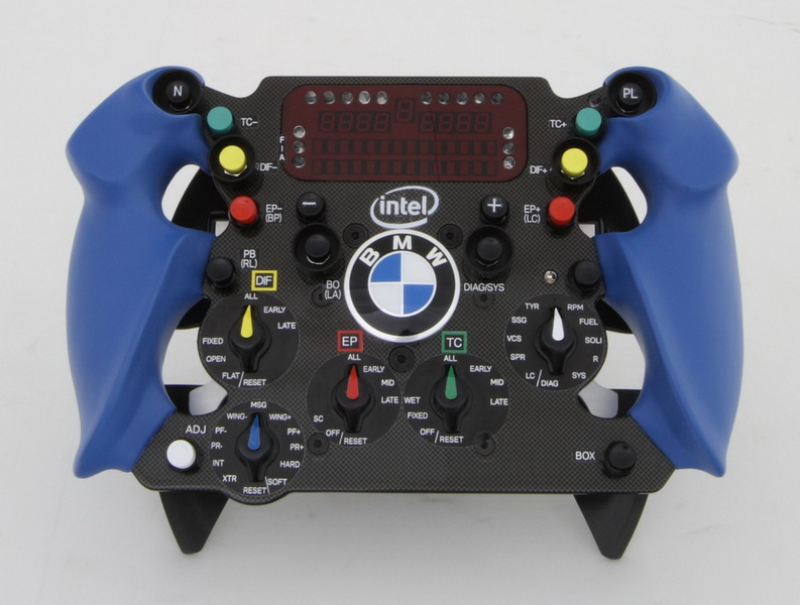 N
PL
TC-
TC+
FIA
DIF-
DIF+
intel
EP-
(BP)
−
+
EP+
(LC)
BMW
PB
(RL)
DIF
BO
(LA)
DIAG/SYS
ALL
EARLY
LATE
FIXED
OPEN
FLAT/RESET
TYR
RPM
SSG
FUEL
VCS
SOLI
SPR
R
LC/DIAG
SYS
EP
ALL
EARLY
MID
LATE
SC
OFF/RESET
TC
ALL
EARLY
MID
WET
LATE
FIXED
OFF/RESET
ADJ
MSG
WING-
WING+
PF-
PF+
PR-
PR+
INT
HARD
XTR
SOFT
RESET
BOX